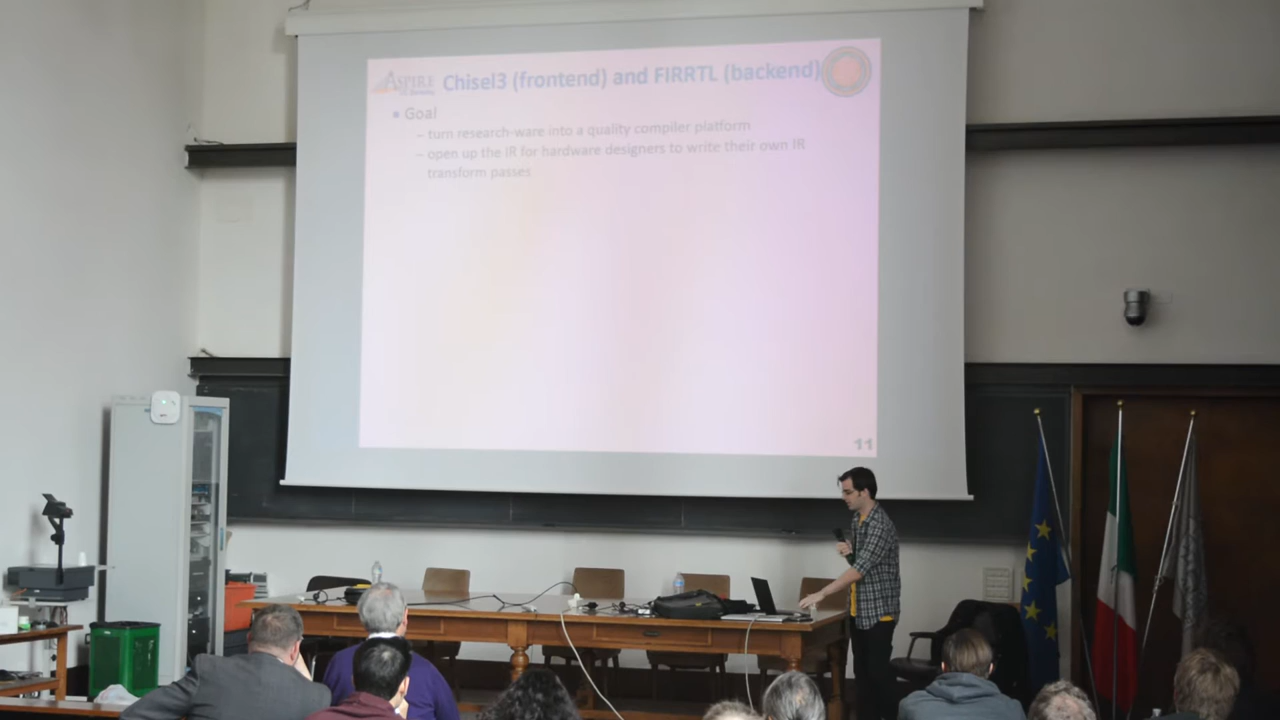 ASPIRE
Chisel3 (frontend) and FIRRTL (backend)
• Goal
– turn research-ware into a quality compiler platform
– open up the IR for hardware designers to write their own IR
transform passes
11